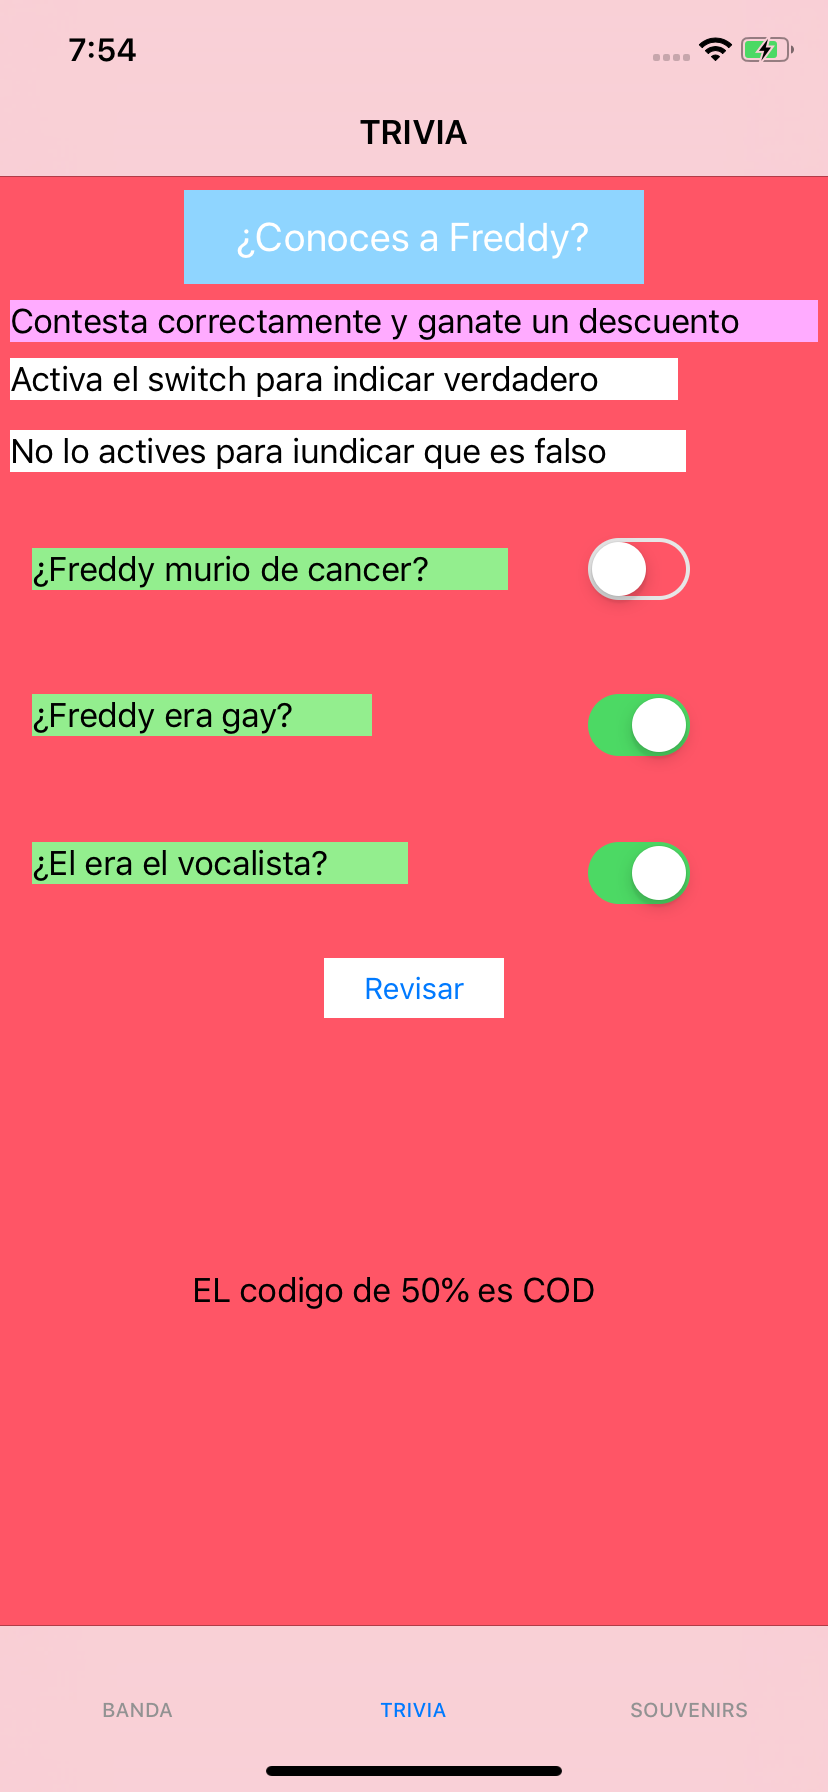 7:54
TRIVIA
¿Conoces a Freddy?
Contesta correctamente y ganate un descuento
Activa el switch para indicar verdadero
No lo actives para iundicar que es falso
¿Freddy murio de cancer?
¿Freddy era gay?
¿El era el vocalista?
Revisar
EL codigo de 50% es COD
BANDA
TRIVIA
SOUVENIRS